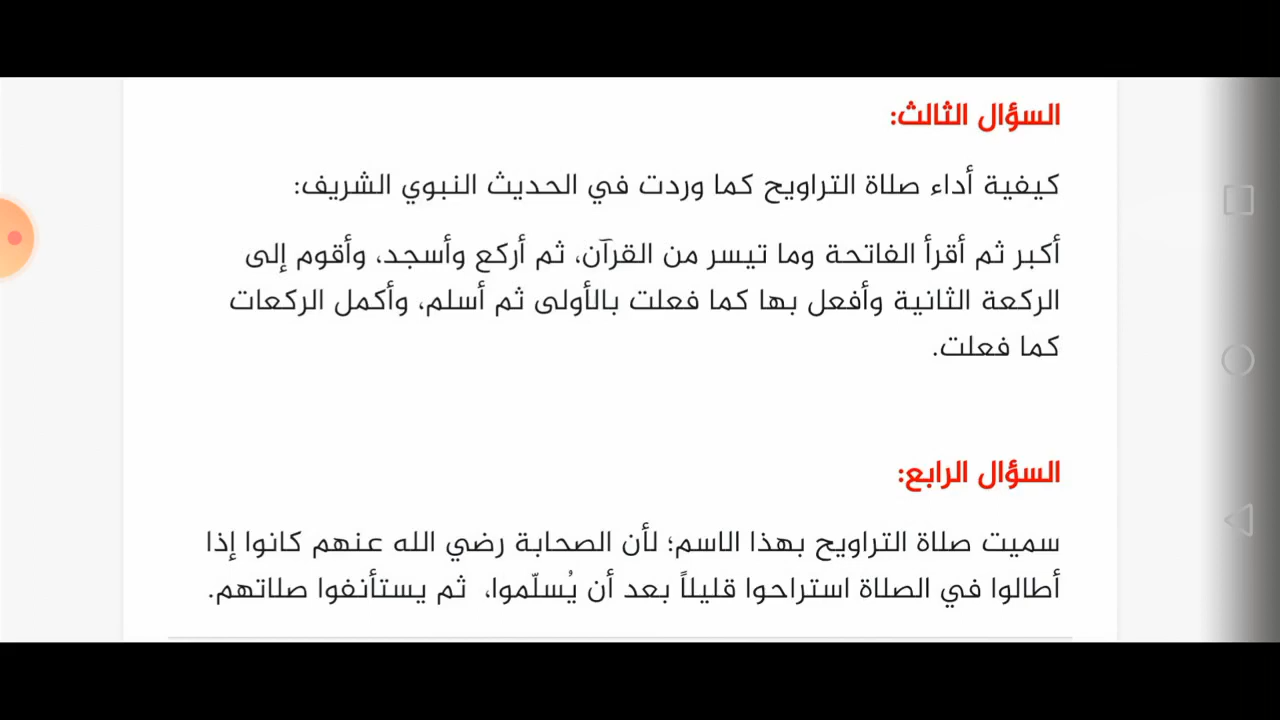 السؤال الثالث:
كيفية أداء صلاة التراويح كما وردت في الحديث النبوي الشريف:
أكبر ثم أقرأ الفاتحة وما تيسر من القرآن، ثم أركع وأسجد، وأقوم إلى
الركعة الثانية وأفعل بها كما فعلت بالأولى ثم أسلم، وأكمل الركعات
كما فعلت.
السؤال الرابع:
سميت صلاة التراويح بهذا الاسم؛ لأن الصحابة رضي الله عنهم كانوا إذا
أطالوا في الصلاة استراحوا قليلاً بعد أن يُسلّموا، ثم يستأنفوا صلاتهم.